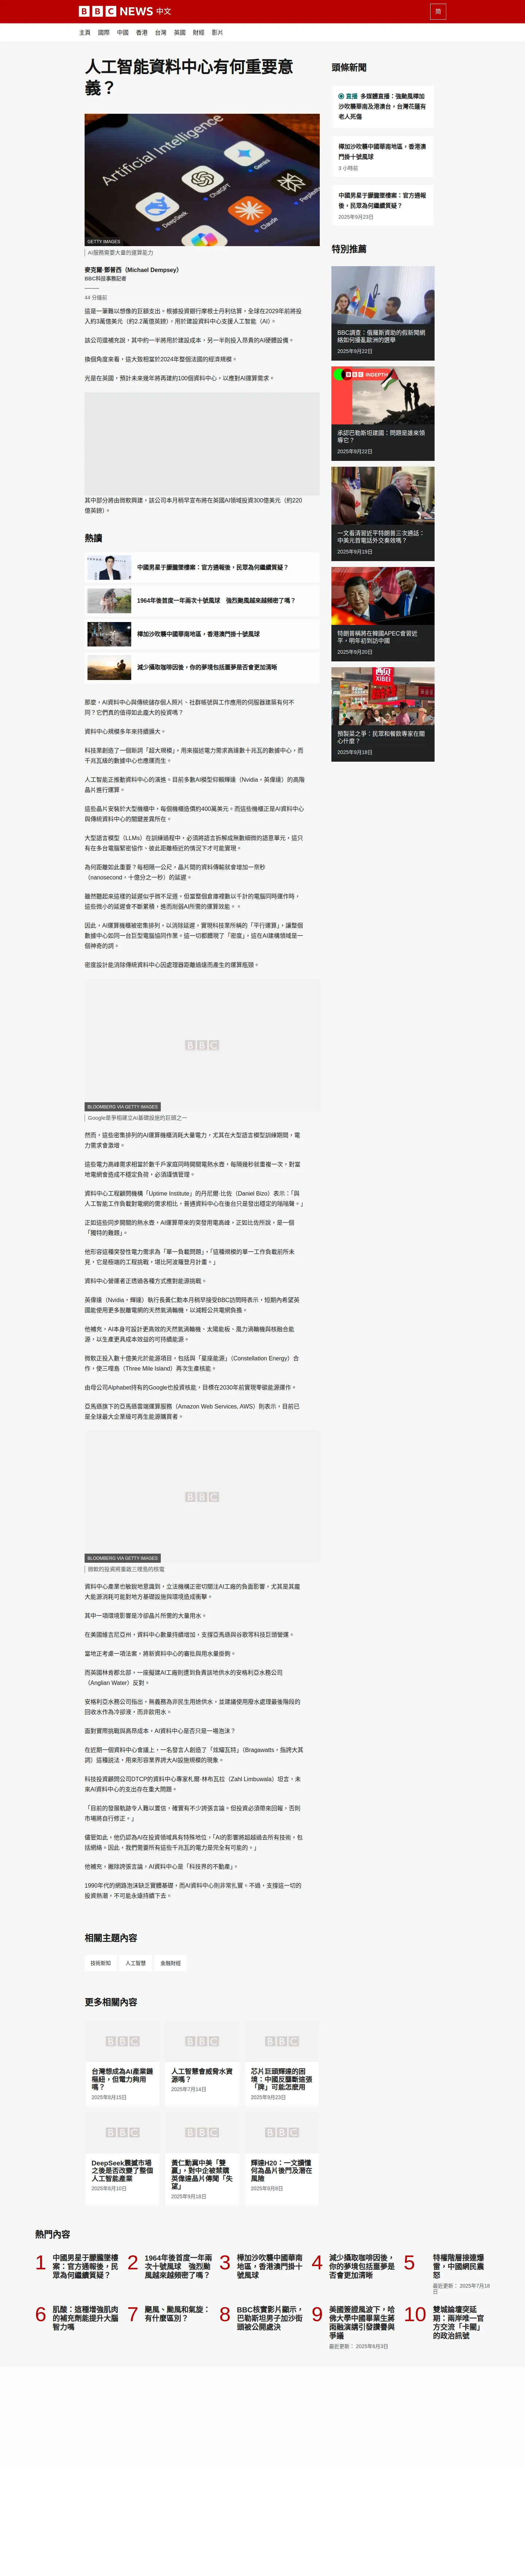 BBC NEWS 中文
简
主頁 國際 中國 香港 台灣 英國 財經 影片
人工智能資料中心有何重要意
義？
GETTY IMAGES
AI服務需要大量的運算能力
麥克爾·鄧普西（Michael Dempsey）
BBC科技事務記者
44 分鐘前
這是一筆難以想像的巨額支出。根據投資銀行摩根士丹利估算，全球在2029年前將投
入約3萬億美元（約2.2萬億英鎊），用於建設資料中心支援人工智能（AI）。
該公司還補充說，其中約一半將用於建設成本，另一半則投入昂貴的AI硬體設備。
換個角度來看，這大致相當於2024年整個法國的經濟規模。
光是在英國，預計未來幾年將再建約100個資料中心，以應對AI運算需求。
其中部分將由微軟興建，該公司本月稍早宣布將在英國AI領域投資300億美元（約220
億英鎊）。
熱讀
中國男星于朦朧墜樓案：官方通報後，民眾為何繼續質疑？
1964年後首度一年兩次十號風球　強烈颱風越來越頻密了嗎？
樺加沙吹襲中國華南地區，香港澳門掛十號風球
減少攝取咖啡因後，你的夢境包括噩夢是否會更加清晰
那麼，AI資料中心與傳統儲存個人照片、社群帳號與工作應用的伺服器建築有何不
同？它們真的值得如此龐大的投資嗎？
資料中心規模多年來持續擴大。
科技業創造了一個新詞「超大規模」，用來描述電力需求高達數十兆瓦的數據中心，而
千兆瓦級的數據中心也應運而生。
人工智能正推動資料中心的演進。目前多數AI模型仰賴輝達（Nvidia，英偉達）的高階
晶片進行運算。
這些晶片安裝於大型機櫃中，每個機櫃造價約400萬美元。而這些機櫃正是AI資料中心
與傳統資料中心的關鍵差異所在。
大型語言模型（LLMs）在訓練過程中，必須將語言拆解成無數細微的語意單元，這只
有在多台電腦緊密協作、彼此距離極近的情況下才可能實現。
為何距離如此重要？每相隔一公尺，晶片間的資料傳輸就會增加一奈秒
（nanosecond，十億分之一秒）的延遲。
雖然聽起來這樣的延遲似乎微不足道，但當整個倉庫裡數以千計的電腦同時運作時，
這些微小的延遲會不斷累積，進而削弱AI所需的運算效能。。
因此，AI運算機櫃被密集排列，以消除延遲，實現科技業所稱的「平行運算」，讓整個
數據中心如同一台巨型電腦協同作業。這一切都體現了「密度」，這在AI建構領域是一
個神奇的詞。
密度設計能消除傳統資料中心因處理器距離過遠而產生的運算瓶頸。
BLOOMBERG VIA GETTY IMAGES
Google是爭相建立AI基礎設施的巨頭之一
然而，這些密集排列的AI運算機櫃消耗大量電力，尤其在大型語言模型訓練期間，電
力需求會激增。
這些電力高峰需求相當於數千戶家庭同時開關電熱水壺，每隔幾秒就重複一次，對當
地電網會造成不穩定負荷，必須謹慎管理。
資料中心工程顧問機構「Uptime Institute」的丹尼爾·比佐（Daniel Bizo）表示：「與
人工智能工作負載對電網的需求相比，普通資料中心在後台只是發出穩定的嗡嗡聲。」
正如這些同步開關的熱水壺，AI運算帶來的突發用電高峰，正如比佐所說，是一個
「獨特的難題」。
他形容這種突發性電力需求為「單一負載問題」，「這種規模的單一工作負載前所未
見，它是極端的工程挑戰，堪比阿波羅登月計畫。」
資料中心營運者正透過各種方式應對能源挑戰。
英偉達（Nvidia，輝達）執行長黃仁勳本月稍早接受BBC訪問時表示，短期內希望英
國能使用更多脫離電網的天然氣渦輪機，以減輕公共電網負擔。
他補充，AI本身可設計更高效的天然氣渦輪機、太陽能板、風力渦輪機與核融合能
源，以生產更具成本效益的可持續能源。
微軟正投入數十億美元於能源項目，包括與「星座能源」（Constellation Energy）合
作，使三哩島（Three Mile Island）再次生產核能。
由母公司Alphabet持有的Google也投資核能，目標在2030年前實現零碳能源運作。
亞馬遜旗下的亞馬遜雲端運算服務（Amazon Web Services, AWS）則表示，目前已
是全球最大企業級可再生能源購買者。
BLOOMBERG VIA GETTY IMAGES
微軟的投資將重啟三哩島的核電
資料中心產業也敏銳地意識到，立法機構正密切關注AI工廠的負面影響，尤其是其龐
大能源消耗可能對地方基礎設施與環境造成衝擊。
其中一項環境影響是冷卻晶片所需的大量用水。
在美國維吉尼亞州，資料中心數量持續增加，支撐亞馬遜與谷歌等科技巨頭營運。
當地正考慮一項法案，將新資料中心的審批與用水量掛鉤。
而英國林肯郡北部，一座擬建AI工廠則遭到負責該地供水的安格利亞水務公司
（Anglian Water）反對。
安格利亞水務公司指出，無義務為非民生用途供水，並建議使用廢水處理最後階段的
回收水作為冷卻液，而非飲用水。
面對實際挑戰與高昂成本，AI資料中心是否只是一場泡沫？
在近期一個資料中心會議上，一名發言人創造了「炫耀瓦特」（Bragawatts，指誇大其
詞）這種説法，用來形容業界誇大AI設施規模的現象。
科技投資顧問公司DTCP的資料中心專家札爾·林布瓦拉（Zahl Limbuwala）坦言，未
來AI資料中心的支出存在重大問題。
「目前的發展軌跡令人難以置信，確實有不少誇張言論。但投資必須帶來回報，否則
市場將自行修正。」
儘管如此，他仍認為AI在投資領域具有特殊地位，「AI的影響將超越過去所有技術，包
括網絡。因此，我們需要所有這些千兆瓦的電力是完全有可能的。」
他補充，撇除誇張言論，AI資料中心是「科技界的不動產」。
1990年代的網路泡沫缺乏實體基礎，而AI資料中心則非常扎實。不過，支撐這一切的
投資熱潮，不可能永遠持續下去。
相關主題內容
技術新知 人工智慧 金融財經
更多相關內容
台灣想成為AI產業鏈
樞紐，但電力夠用
嗎？
2025年8月15日
人工智慧會威脅水資
源嗎？
2025年7月14日
芯片巨頭輝達的困
境：中國反壟斷這張
「牌」可能怎麼用
2025年9月23日
DeepSeek震撼市場
之後是否改變了整個
人工智能產業
2025年8月10日
黃仁勳冀中美「雙
贏」，對中企被禁購
英偉達晶片傳聞「失
望」
2025年9月18日
輝達H20：一文讀懂
何為晶片後門及潛在
風險
2025年8月8日
頭條新聞
直播 多媒體直播：強颱風樺加
沙吹襲華南及港澳台，台灣花蓮有
老人死傷
樺加沙吹襲中國華南地區，香港澳
門掛十號風球
3 小時前
中國男星于朦朧墜樓案：官方通報
後，民眾為何繼續質疑？
2025年9月23日
特別推薦
BBC調查：俄羅斯資助的假新聞網
絡如何擾亂歐洲的選舉
2025年9月22日
BBC INDEPTH
承認巴勒斯坦建國：問題是誰來領
導它？
2025年9月22日
一文看清習近平特朗普三次通話：
中美元首電話外交奏效嗎？
2025年9月19日
特朗普稱將在韓國APEC會習近
平，明年初到訪中國
2025年9月20日
預製菜之爭：民眾和餐飲專家在關
心什麼？
2025年9月18日
熱門內容
1 中國男星于朦朧墜樓
案：官方通報後，民
眾為何繼續質疑？
2 1964年後首度一年兩
次十號風球　強烈颱
風越來越頻密了嗎？
3 樺加沙吹襲中國華南
地區，香港澳門掛十
號風球
4 減少攝取咖啡因後，
你的夢境包括噩夢是
否會更加清晰
5 特權階層接連爆
雷，中國網民震
怒
最近更新： 2025年7月18
日
6 肌酸：這種增強肌肉
的補充劑能提升大腦
智力嗎
7 颶風、颱風和氣旋：
有什麼區別？
8 BBC核實影片顯示，
巴勒斯坦男子加沙街
頭被公開處決
9 美國簽證風波下，哈
佛大學中國畢業生蔣
雨融演講引發讚譽與
爭議
最近更新： 2025年6月3日
10 雙城論壇突延
期：兩岸唯一官
方交流「卡關」
的政治訊號